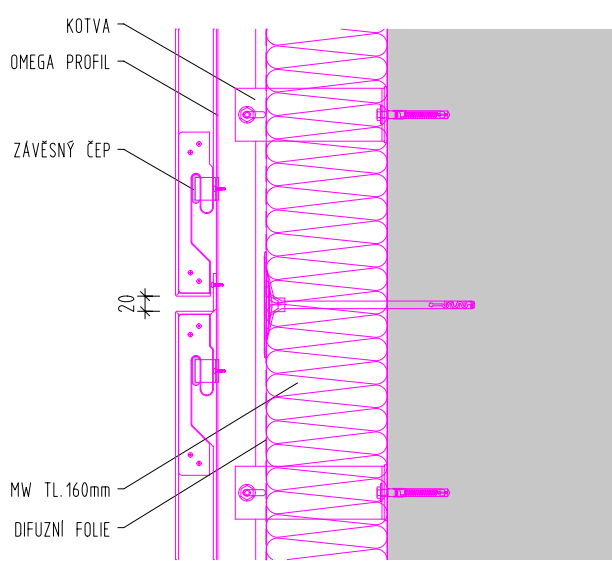 KOTVA
OMEGA PROFIL
ZÁVĚSNÝ ČEP
20
MW TL.160mm
DIFUZNÍ FOLIE